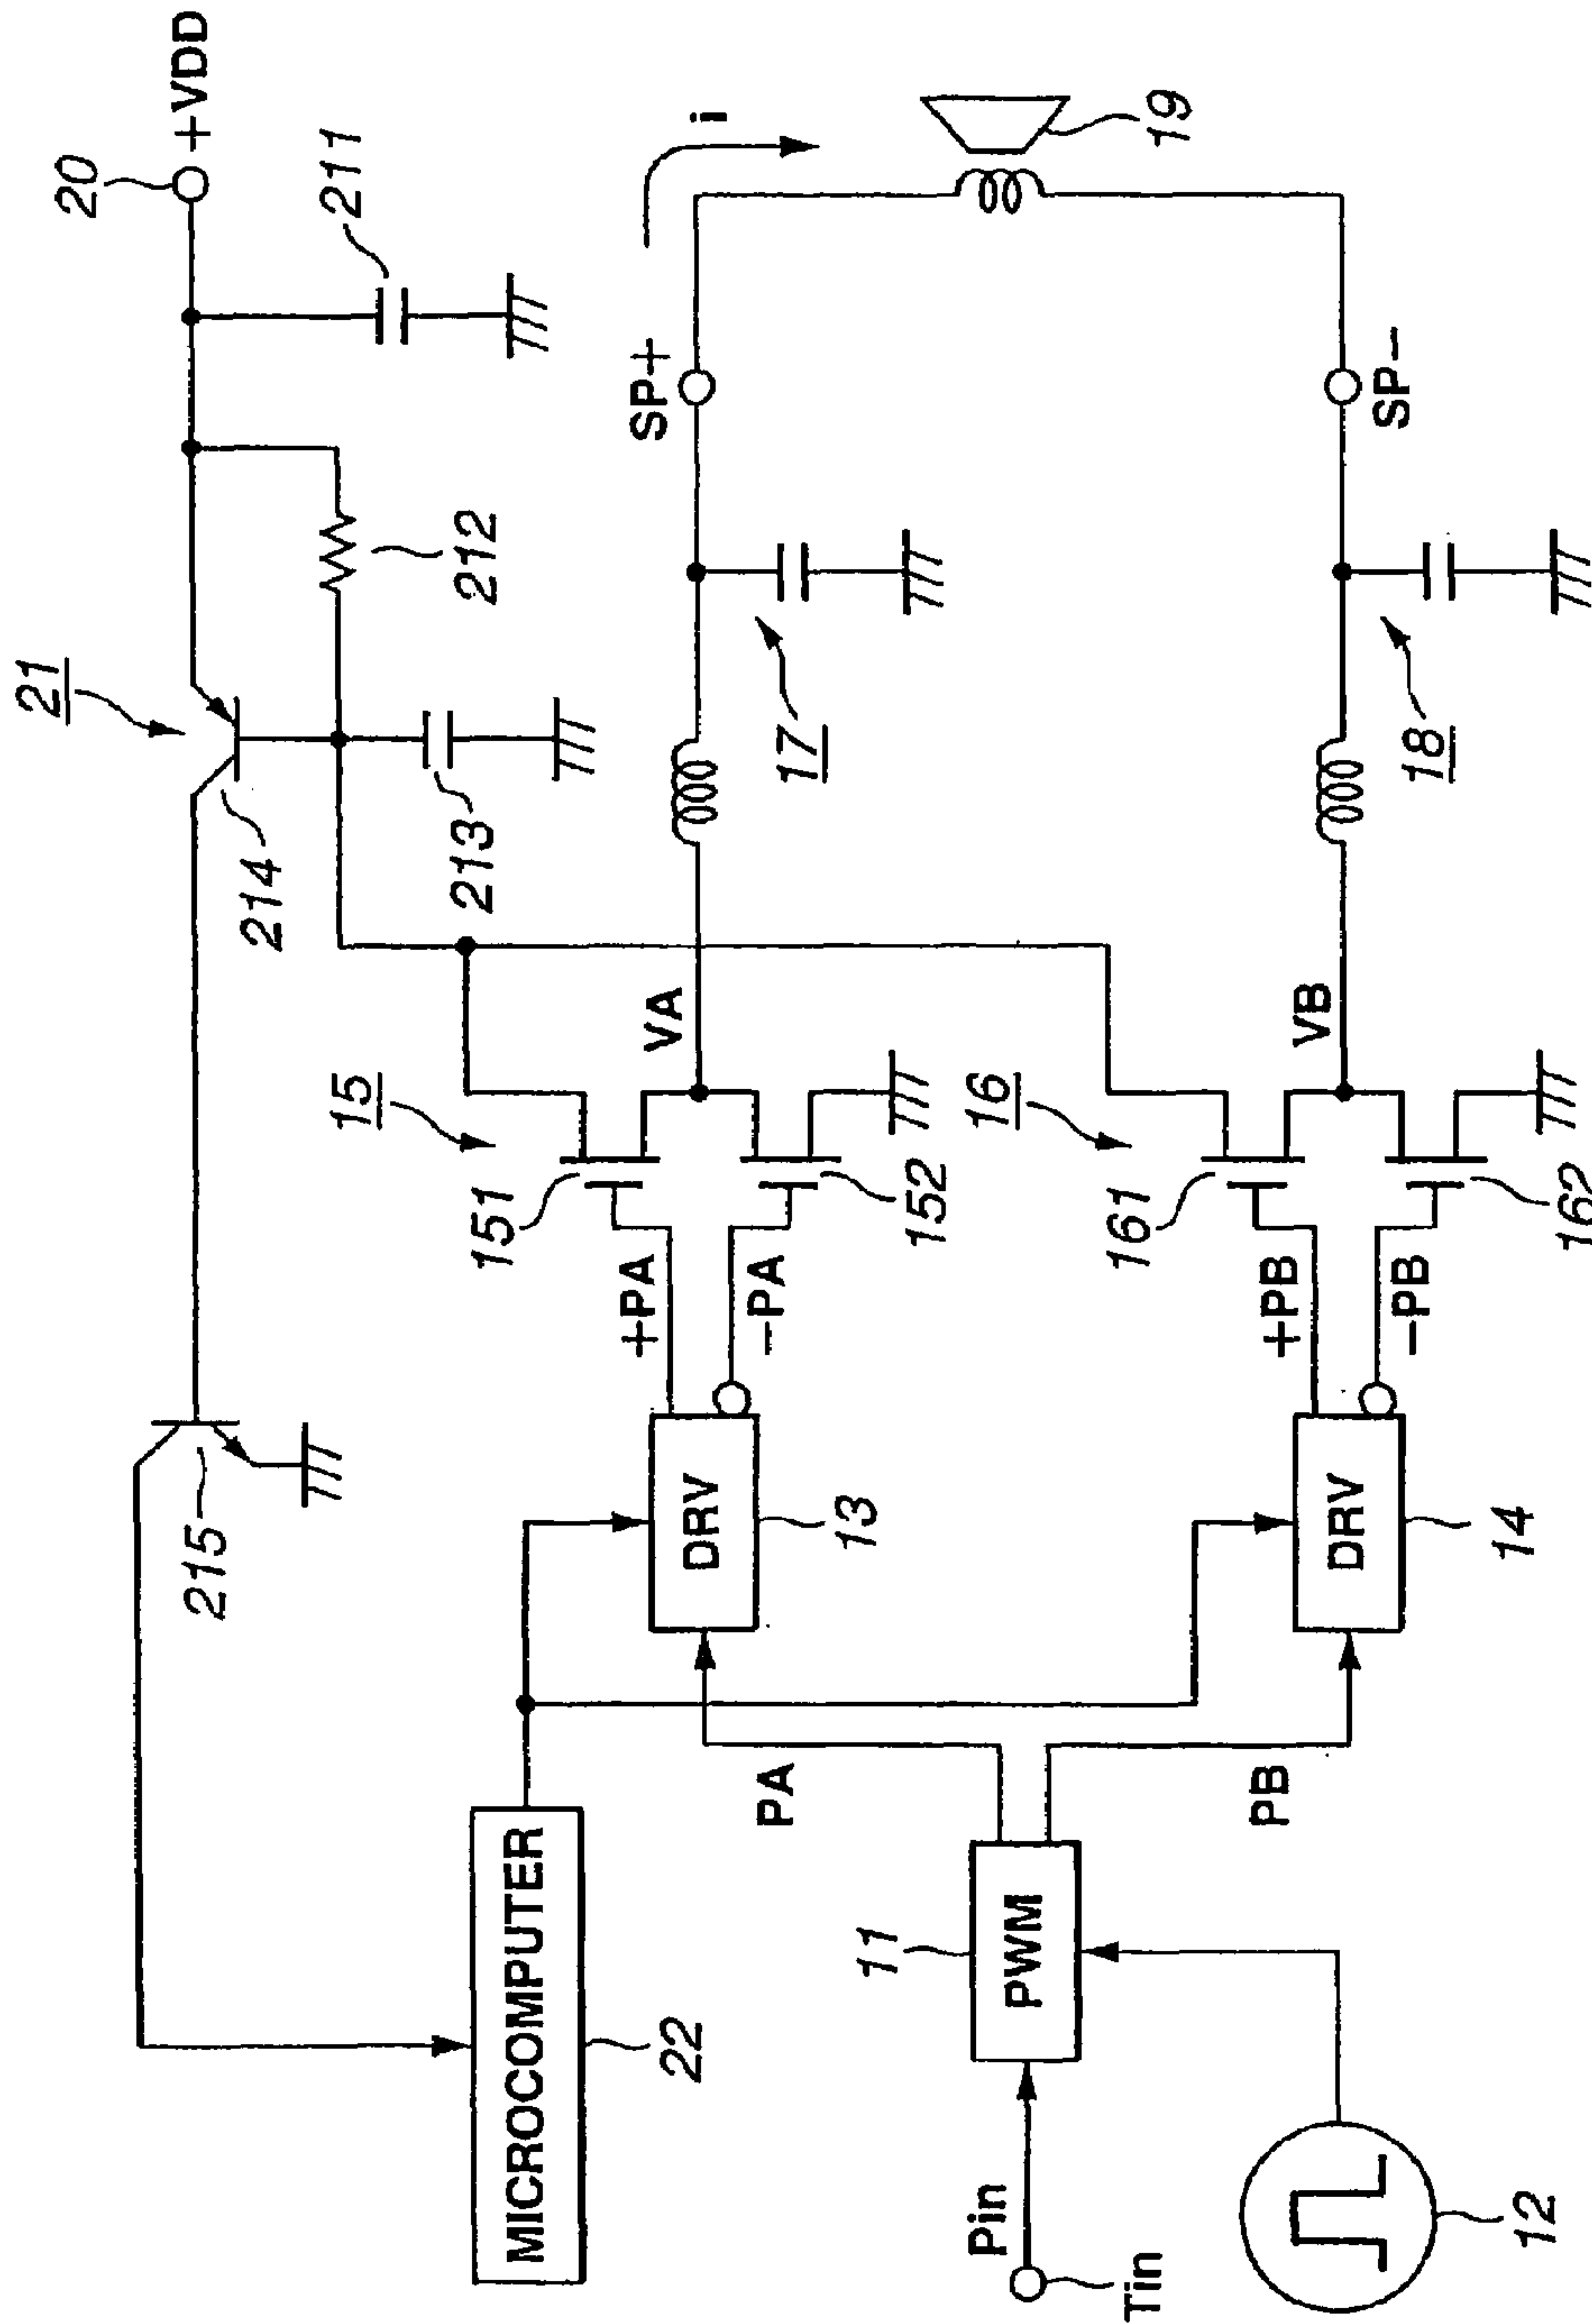 20
+VDD
21
211
212
214
213
215
SP+
i
19
17
15
VA
151
+PA
-PA
152
MICROCOMPUTER
22
DRV
13
SP-
18
16
VB
161
+PB
-PB
162
PA
PB
DRV
14
11
PWM
Pin
Tin
12